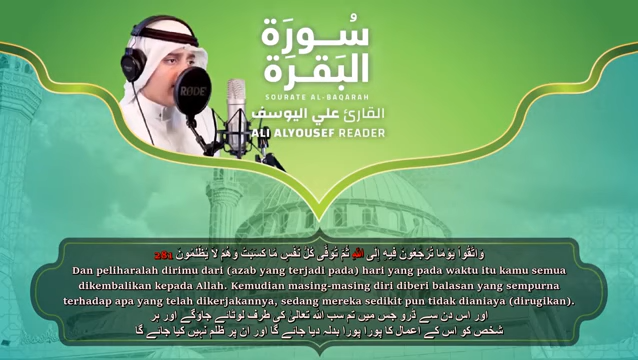 سُورَة
البَقَرَة
SOURATE AL-BAQARAH
القارئ علي اليوسف
ALI ALYOUSEF READER
RØDE
وَاتَّقُوا يَوْمًا تُرْجَعُونَ فِيهِ إِلَى اللَّهِ ثُمَّ تُوَفَّى كُلُّ نَفْسٍ مَا كَسَبَتْ وَهُمْ لَا يُظْلَمُونَ 281
Dan peliharalah dirimu dari (azab yang terjadi pada) hari yang pada waktu itu kamu semua
dikembalikan kepada Allah. Kemudian masing-masing diri diberi balasan yang sempurna
terhadap apa yang telah dikerjakannya, sedang mereka sedikit pun tidak dianiaya (dirugikan).
اور اس دن سے ڈرو جس میں تم سب اللہ تعالیٰ کی طرف لوٹائے جاؤگے اور ہر
شخص کو اس کے اعمال کا پورا پورا بدلہ دیا جائے گا اور ان پر ظلم نہیں کیا جائے گا